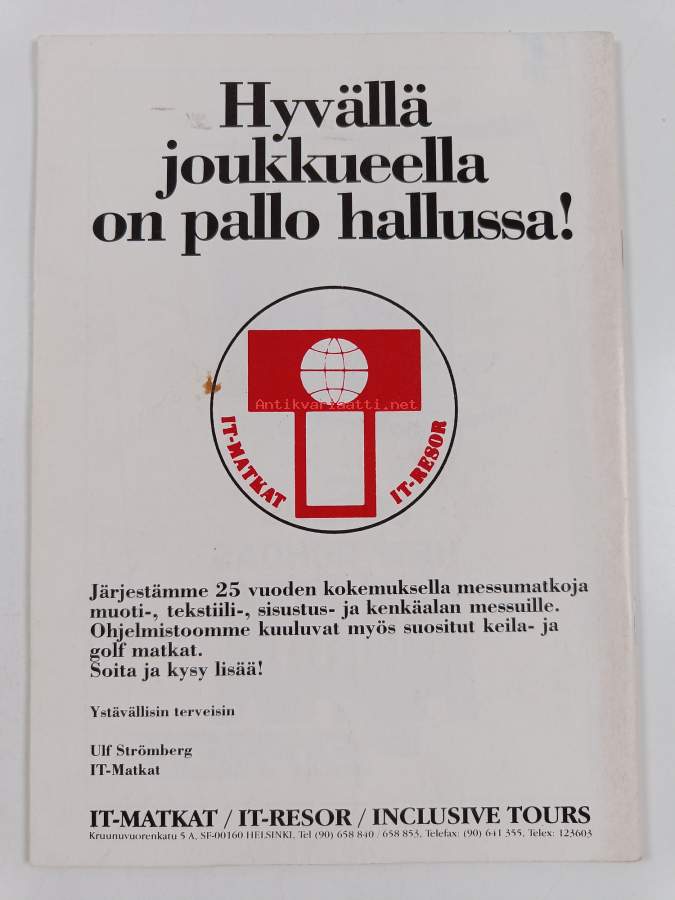 Hyvällä
joukkueella
on pallo hallussa!
Antikvariaatti.net
IT-MATKAT
IT-RESOR
Järjestämme 25 vuoden kokemuksella messumatkoja
muoti-, tekstiili-, sisustus- ja kenkäalan messuille.
Ohjelmistoomme kuuluvat myös suositut keila- ja
golf matkat.
Soita ja kysy lisää!
Ystävällisin terveisin
Ulf Strömberg
IT-Matkat
IT-MATKAT / IT-RESOR / INCLUSIVE TOURS
Kruunuvuorenkatu 5 A, SF-00160 HELSINKI, Tel (90) 658 840 / 658 853, Telefax: (90) 641 355, Telex: 123603